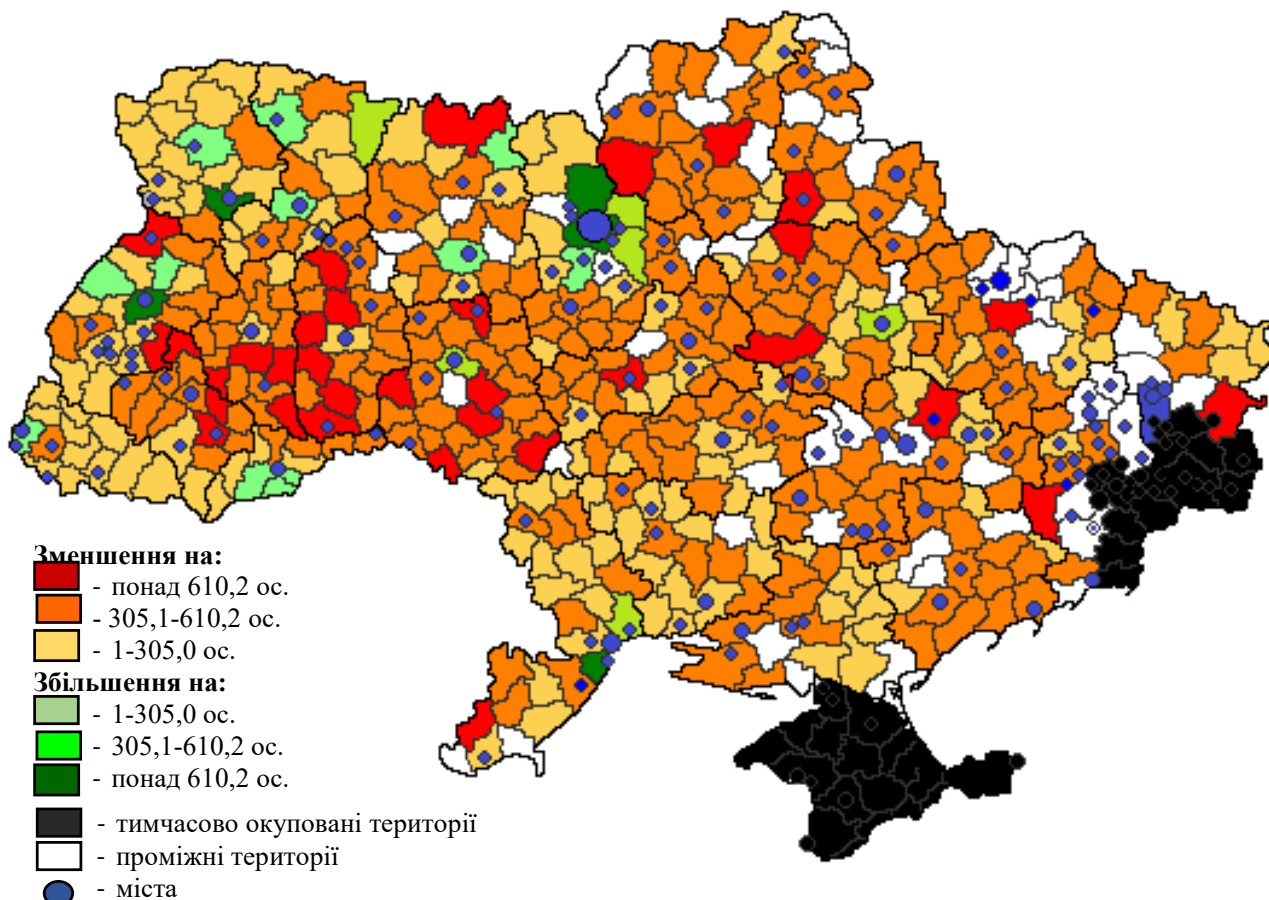 Зменшення на:
- понад 610,2 ос.
- 305,1-610,2 ос.
- 1-305,0 ос.
Збільшення на:
- 1-305,0 ос.
- 305,1-610,2 ос.
- понад 610,2 ос.
- тимчасово окуповані території
- проміжні території
- міста